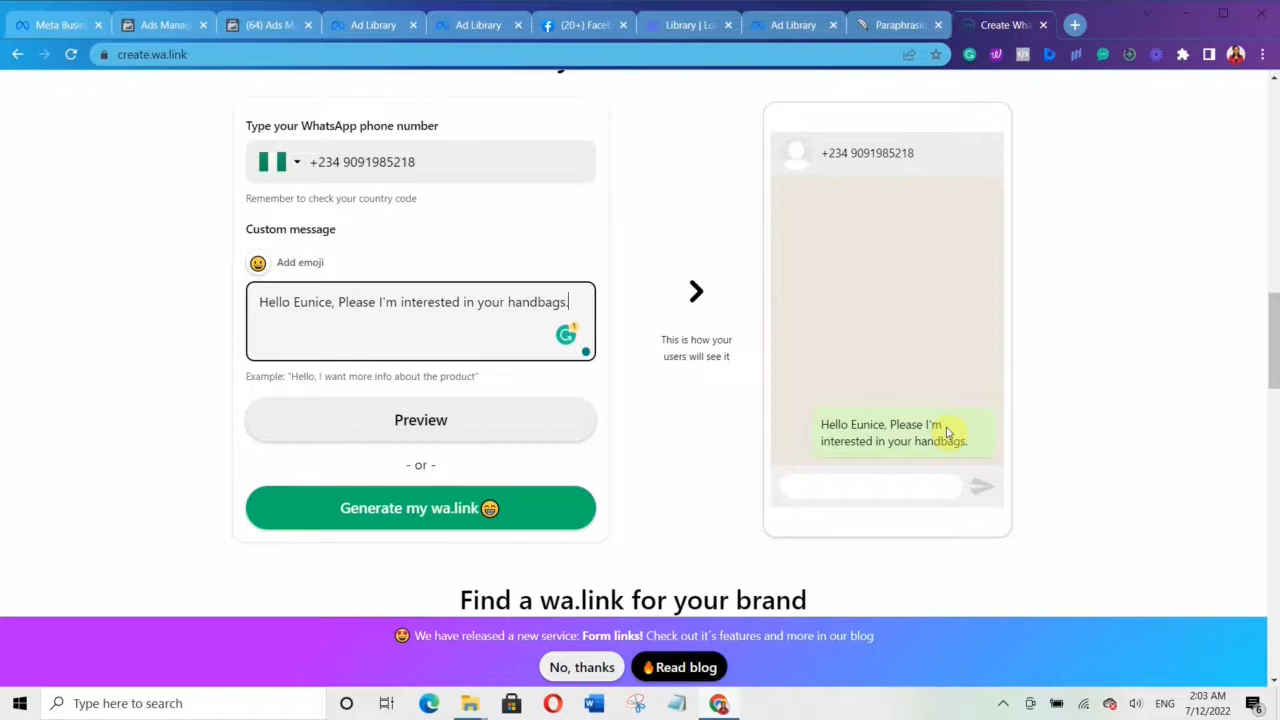 Meta Busin
Ads Manag
(64) Ads M
Ad Library
Ad Library
(20+) Faceb
Library | Lo
Ad Library
Paraphrasin
Create Wha
create.wa.link
Type your WhatsApp phone number
+234 9091985218
Remember to check your country code
Custom message
Add emoji
Hello Eunice, Please I'm interested in your handbags.
1
Example: "Hello, I want more info about the product"
Preview
- or -
Generate my wa.link
This is how your
users will see it
+234 9091985218
Hello Eunice, Please I'm
interested in your handbags.
Find a wa.link for your brand
We have released a new service: Form links! Check out it´s features and more in our blog
No, thanks
Read blog
Type here to search
ENG
2:03 AM
7/12/2022
6